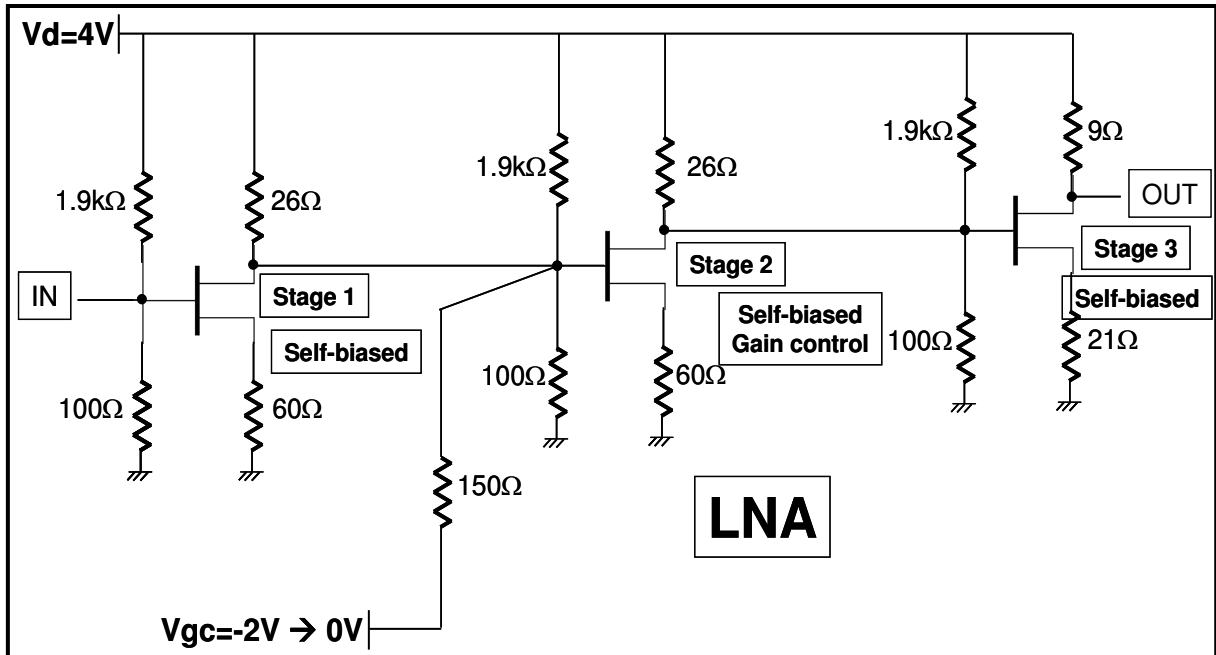 Vd=4V
1.9kΩ
26Ω
1.9kΩ
26Ω
1.9kΩ
9Ω
OUT
IN
Stage 1
Stage 2
Stage 3
Self-biased
Self-biased
Gain control
Self-biased
100Ω
60Ω
100Ω
60Ω
100Ω
21Ω
150Ω
LNA
Vgc=-2V → 0V